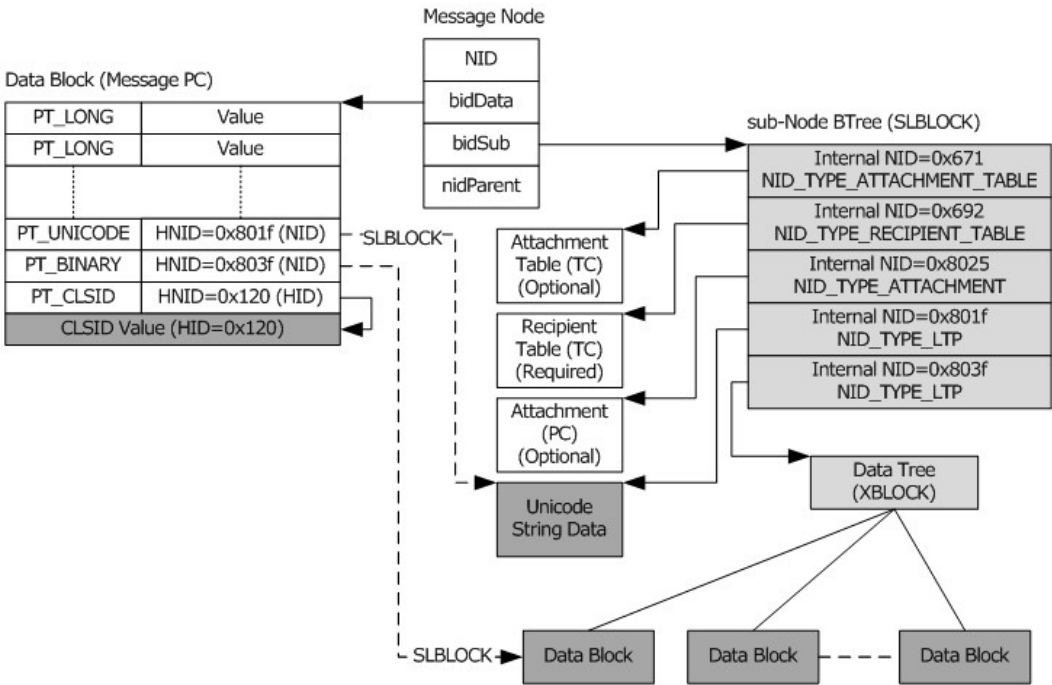 Message Node
NID
bidData
bidSub
nidParent
Data Block (Message PC)
PT_LONG Value
PT_LONG Value
PT_UNICODE HNID=0x801f (NID)
PT_BINARY HNID=0x803f (NID)
PT_CLSID HNID=0x120 (HID)
CLSID Value (HID=0x120)
SLBLOCK
sub-Node BTree (SLBLOCK)
Internal NID=0x671
NID_TYPE_ATTACHMENT_TABLE
Internal NID=0x692
NID_TYPE_RECIPIENT_TABLE
Internal NID=0x8025
NID_TYPE_ATTACHMENT
Internal NID=0x801f
NID_TYPE_LTP
Internal NID=0x803f
NID_TYPE_LTP
Attachment
Table (TC)
(Optional)
Recipient
Table (TC)
(Required)
Attachment
(PC)
(Optional)
Unicode
String Data
Data Tree
(XBLOCK)
SLBLOCK
Data Block
Data Block
Data Block